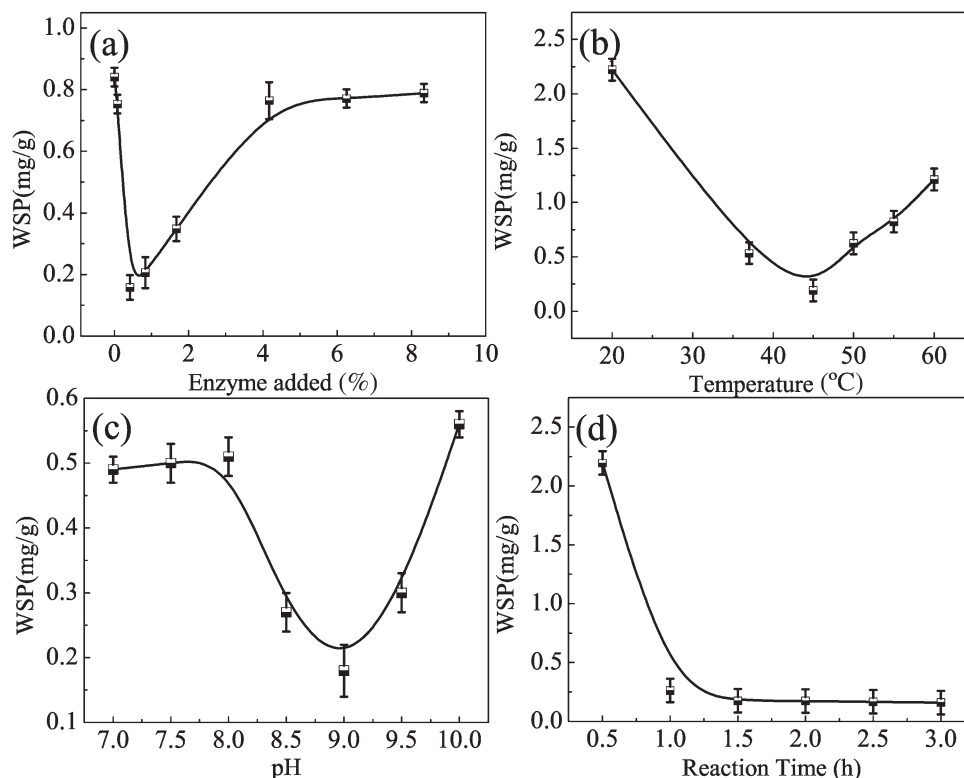 (a)
WSP(mg/g)
1.0
0.8
0.6
0.4
0.2
0.0
0 2 4 6 8 10
Enzyme added (%)
(b)
WSP(mg/g)
2.5
2.0
1.5
1.0
0.5
0.0
20 30 40 50 60
Temperature (ºC)
(c)
WSP(mg/g)
0.6
0.5
0.4
0.3
0.2
0.1
7.0 7.5 8.0 8.5 9.0 9.5 10.0
pH
(d)
WSP(mg/g)
2.5
2.0
1.5
1.0
0.5
0.0
0.5 1.0 1.5 2.0 2.5 3.0
Reaction Time (h)